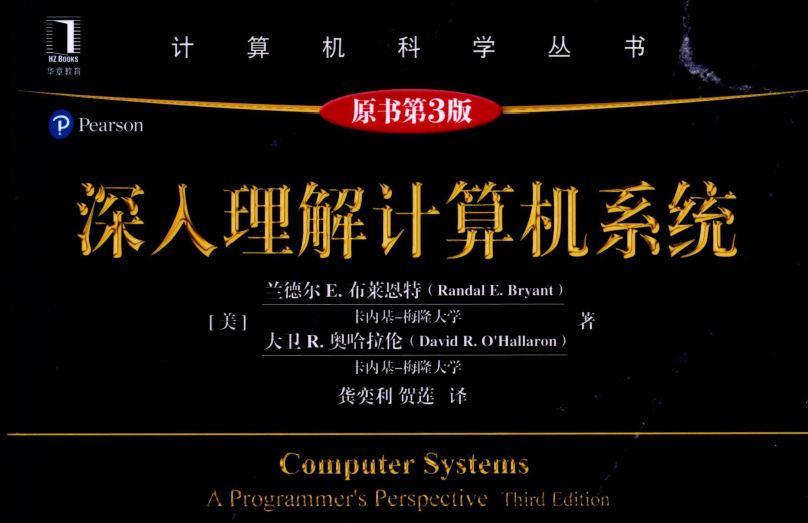 计算机科学丛书
HZ BOOKS
华章教育
原书第3版
Pearson
深入理解计算机系统
[美]
兰德尔 E. 布莱恩特(Randal E. Bryant)
卡内基-梅隆大学
大卫 R. 奥哈拉伦(David R. O'Hallaron)
卡内基-梅隆大学
著
龚奕利 贺莲 译
Computer Systems
A Programmer's Perspective Third Edition